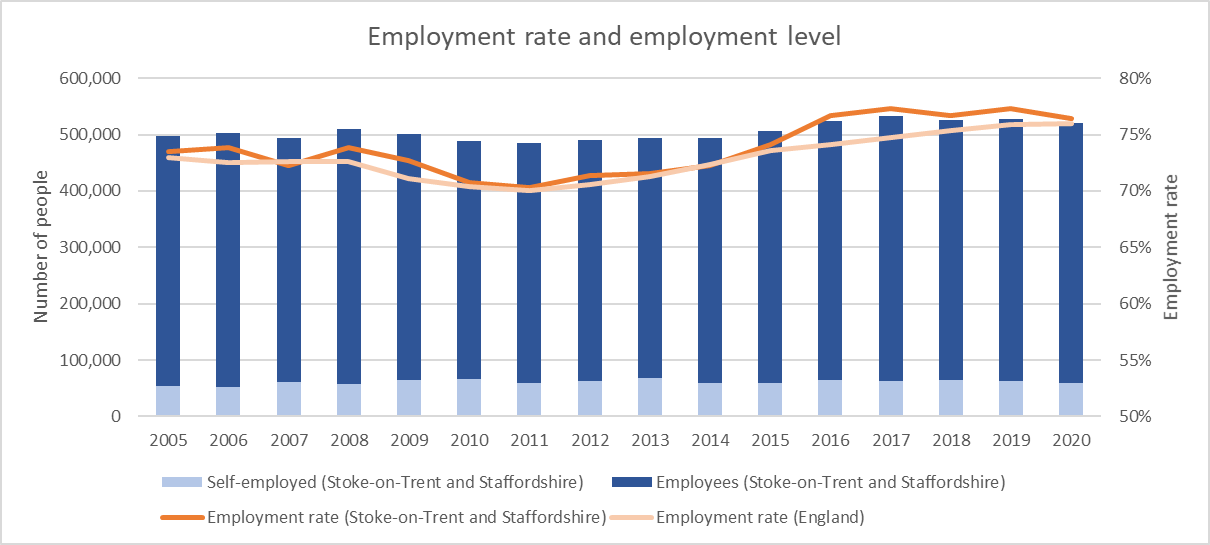 Employment rate and employment level
600,000
500,000
400,000
300,000
200,000
100,000
0
Number of people
80%
75%
70%
65%
60%
55%
50%
Employment rate
2005 2006 2007 2008 2009 2010 2011 2012 2013 2014 2015 2016 2017 2018 2019 2020
Self-employed (Stoke-on-Trent and Staffordshire) Employees (Stoke-on-Trent and Staffordshire)
Employment rate (Stoke-on-Trent and Staffordshire) Employment rate (England)